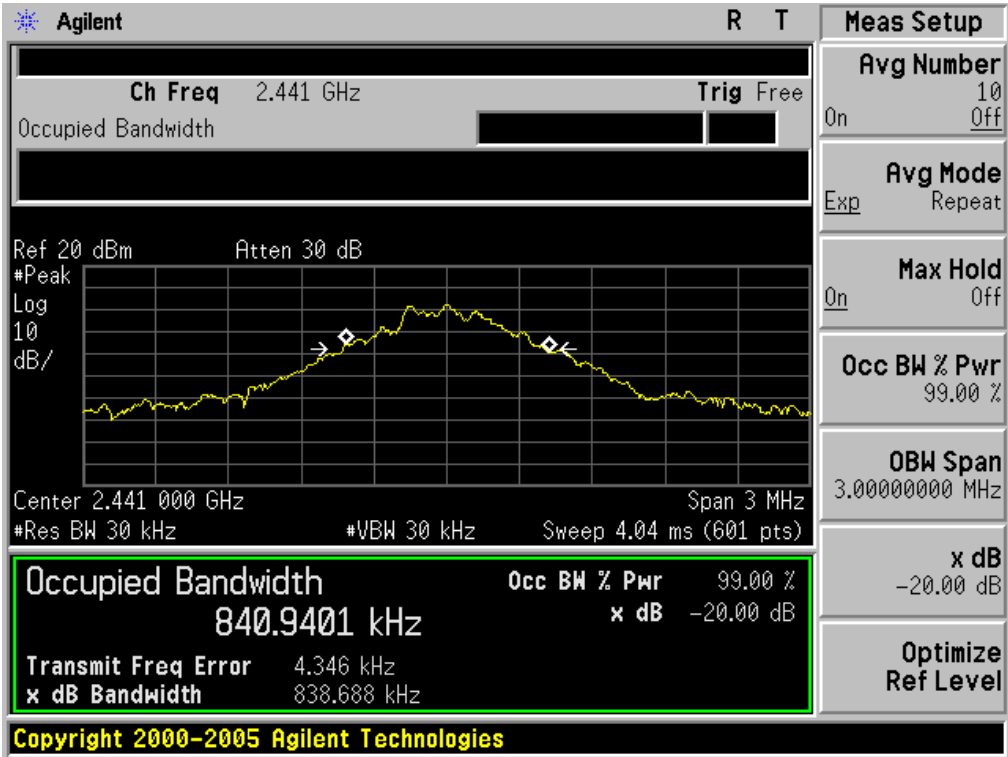 Agilent R T
Ch Freq 2.441 GHz Trig Free
Occupied Bandwidth
Ref 20 dBm Atten 30 dB
#Peak
Log
10
dB/
Center 2.441 000 GHz Span 3 MHz
#Res BW 30 kHz #VBW 30 kHz Sweep 4.04 ms (601 pts)
Occupied Bandwidth
840.9401 kHz
Occ BW % Pwr 99.00 %
x dB -20.00 dB
Transmit Freq Error 4.346 kHz
x dB Bandwidth 838.688 kHz
Copyright 2000-2005 Agilent Technologies
Meas Setup
Avg Number
10
On Off
Avg Mode
Exp Repeat
Max Hold
On Off
Occ BW % Pwr
99.00 %
OBW Span
3.00000000 MHz
x dB
-20.00 dB
Optimize
Ref Level